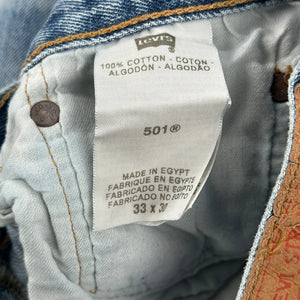 Levi's
100% COTTON - COTON
ALGODÓN - ALGODÃO
501®
MADE IN EGYPT
FABRIQUE EN EGYPTE
FABRICADO EN EGIPTO
FABRICADO NO EGITO
33 x